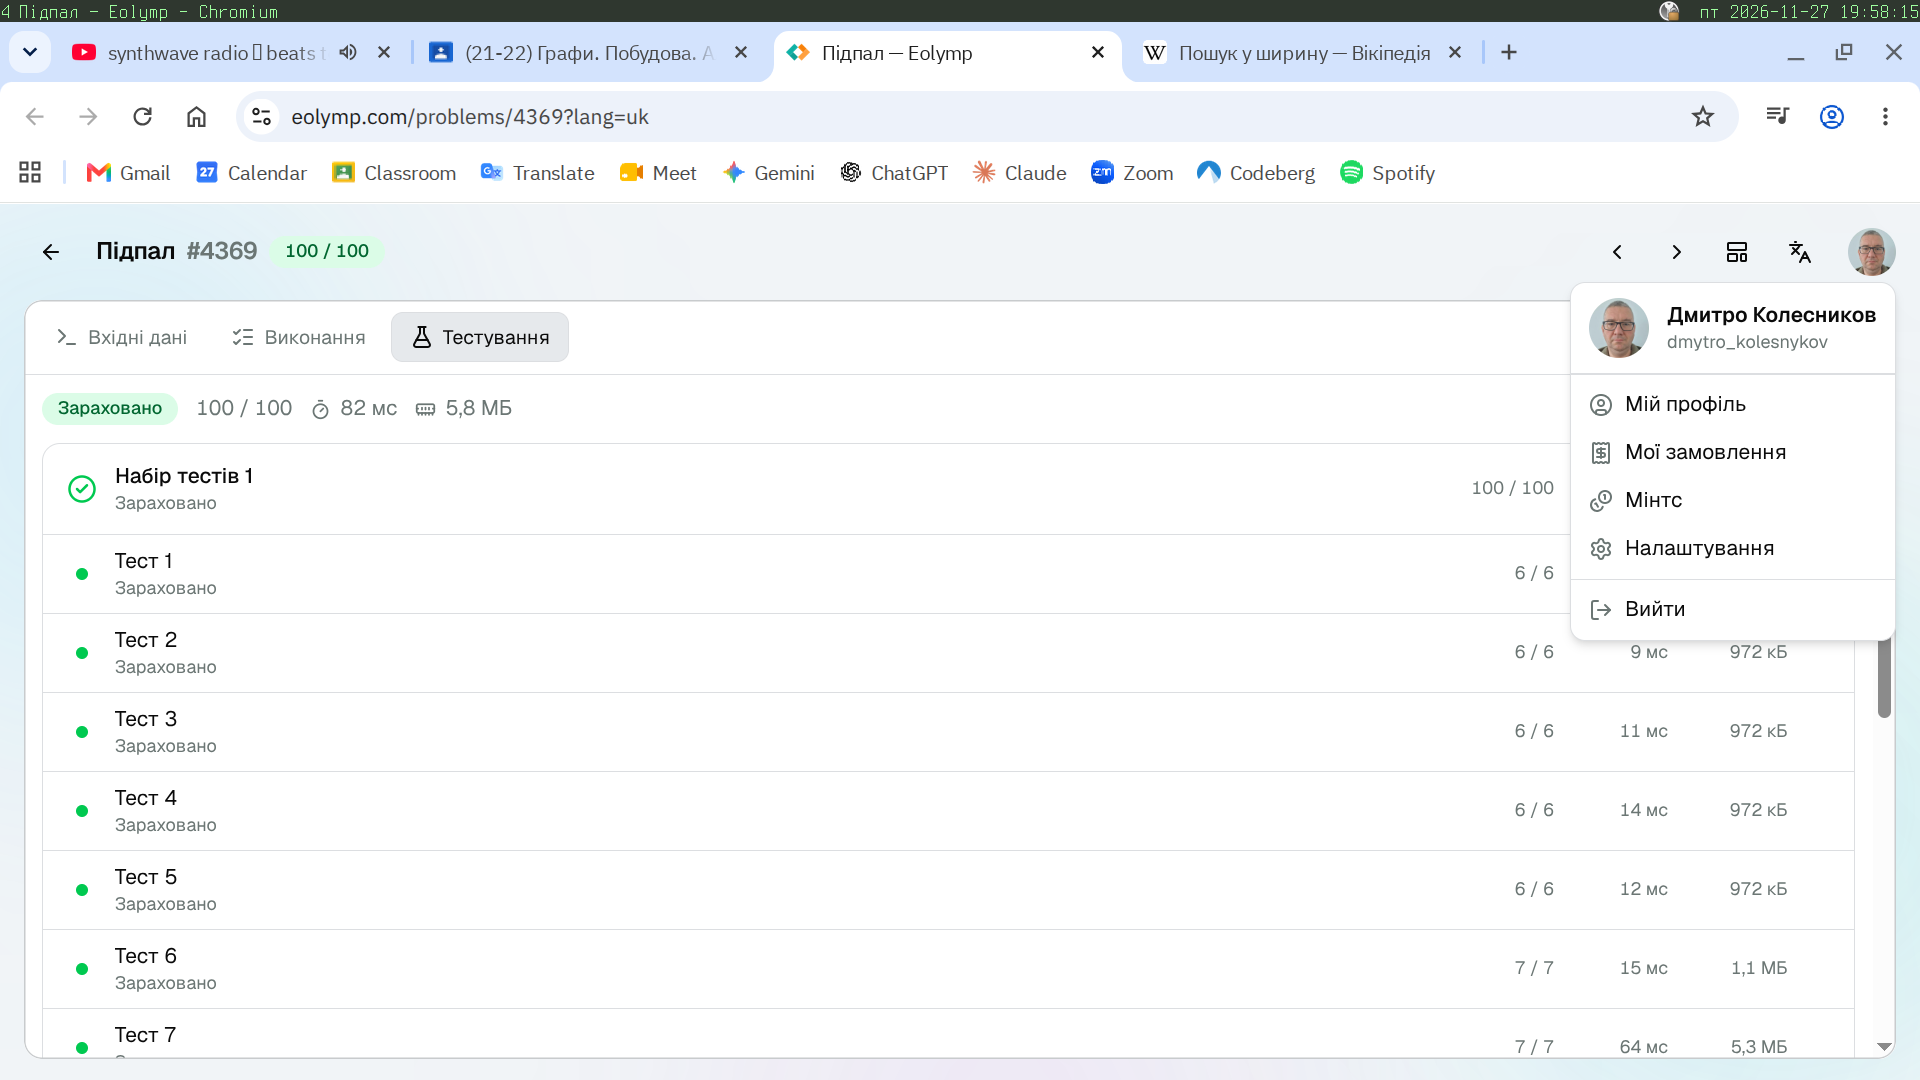 4 Підпал — Eolymp - Chromium
пт 2026-11-27 19:58:15
synthwave radio beats t
(21-22) Графи. Побудова. А
Підпал — Eolymp
Пошук у ширину — Вікіпедія
eolymp.com/problems/4369?lang=uk
Gmail
27 Calendar
Classroom
Translate
Meet
Gemini
ChatGPT
Claude
zm Zoom
Codeberg
Spotify
Підпал #4369 100 / 100
Вхідні дані
Виконання
Тестування
Дмитро Колесников
dmytro_kolesnykov
Мій профіль
Мої замовлення
Мінтс
Налаштування
Вийти
Зараховано 100 / 100 82 мс 5,8 МБ
Набір тестів 1
Зараховано
100 / 100
Тест 1
Зараховано
6 / 6
Тест 2
Зараховано
6 / 6 9 мс 972 кБ
Тест 3
Зараховано
6 / 6 11 мс 972 кБ
Тест 4
Зараховано
6 / 6 14 мс 972 кБ
Тест 5
Зараховано
6 / 6 12 мс 972 кБ
Тест 6
Зараховано
7 / 7 15 мс 1,1 МБ
Тест 7
7 / 7 64 мс 5,3 МБ